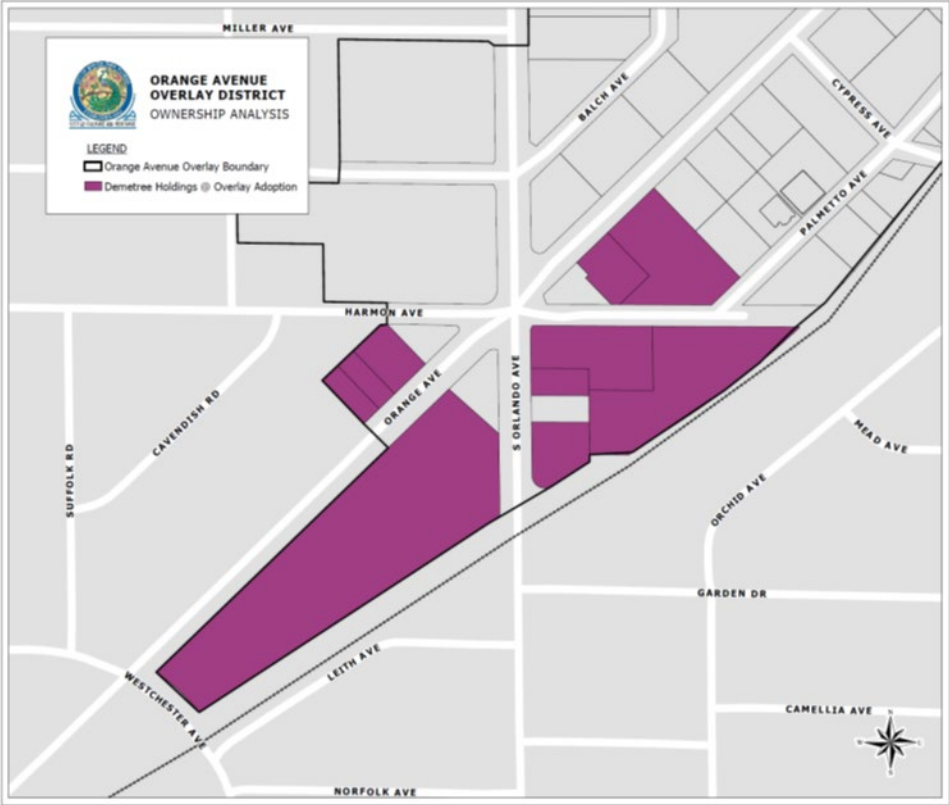 MILLER AVE
ORANGE AVENUE
OVERLAY DISTRICT
OWNERSHIP ANALYSIS
LEGEND
Orange Avenue Overlay Boundary
Demetree Holdings @ Overlay Adoption
BALCH AVE
CYPRESS AVE
PALMETTO AVE
HARMON AVE
ORANGE AVE
S ORLANDO AVE
CAVENDISH RD
SUFFOLK RD
MEAD AVE
ORCHID AVE
GARDEN DR
LEITH AVE
WESTCHESTER AVE
CAMELLIA AVE
N
E
S
NORFOLK AVE